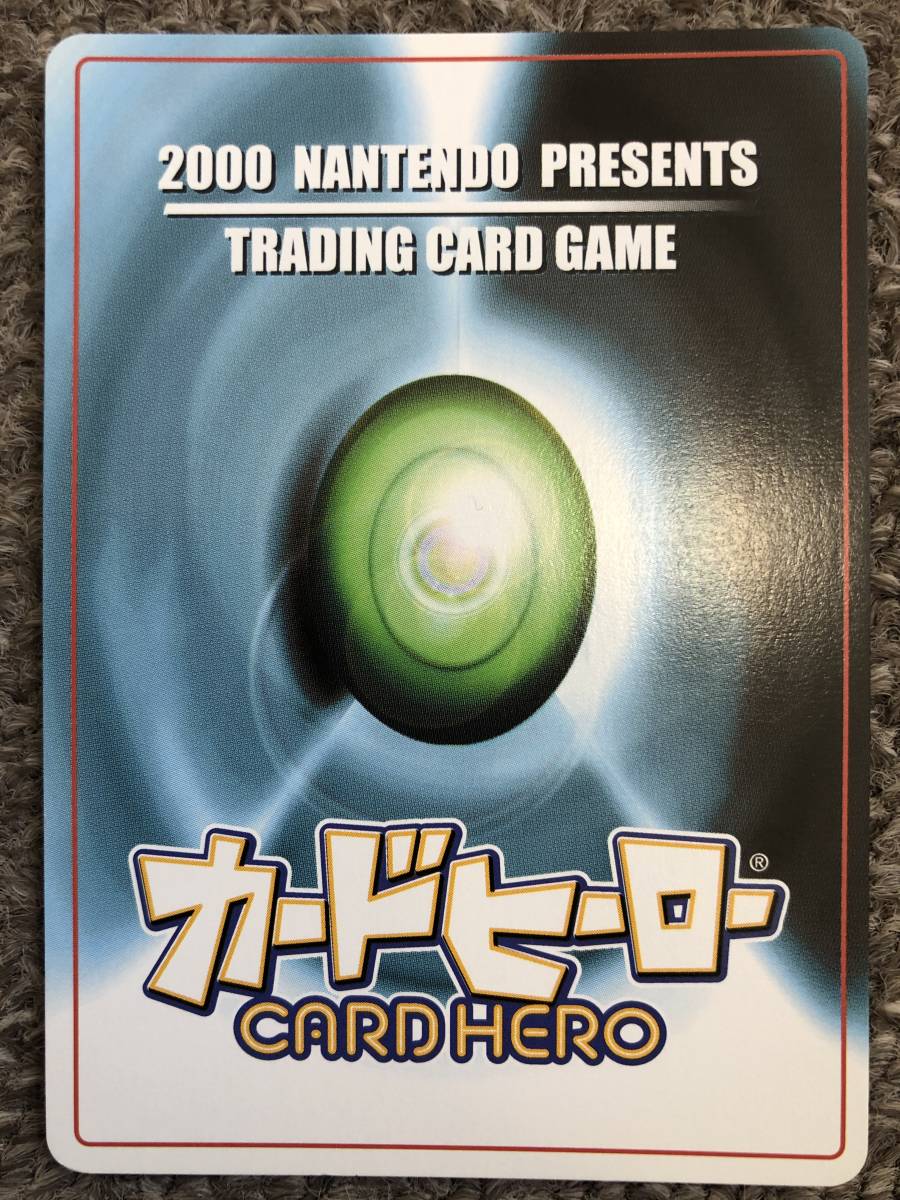 2000 NANTENDO PRESENTS
TRADING CARD GAME
カードヒーロー ®
CARD HERO